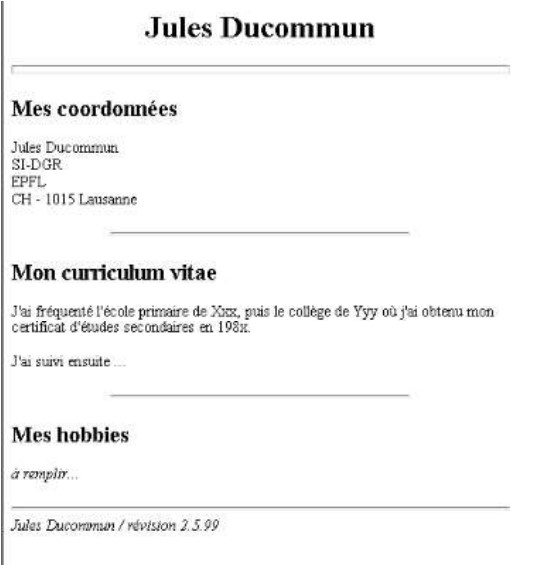 Jules Ducommun
Mes coordonnées
Jules Ducommun
SI-DGR
EPFL
CH - 1015 Lausanne
Mon curriculum vitae
J'ai fréquenté l'école primaire de Xxx, puis le collège de Yyy où j'ai obtenu mon
certificat d'études secondaires en 198x.
J'ai suivi ensuite ...
Mes hobbies
à remplir...
Jules Ducommun / révision 2.5.99